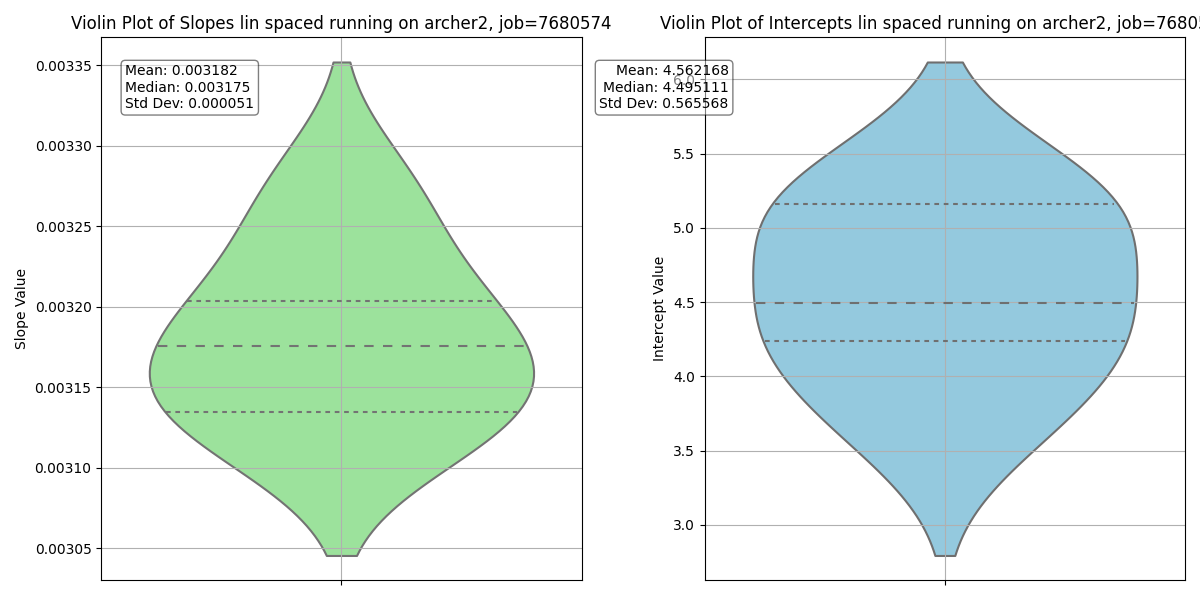 Violin Plot of Slopes lin spaced running on archer2, job=7680574
Slope Value
0.00335
0.00330
0.00325
0.00320
0.00315
0.00310
0.00305
Mean: 0.003182
Median: 0.003175
Std Dev: 0.000051
Violin Plot of Intercepts lin spaced running on archer2, job=7680
Intercept Value
6.0
5.5
5.0
4.5
4.0
3.5
3.0
Mean: 4.562168
Median: 4.495111
Std Dev: 0.565568